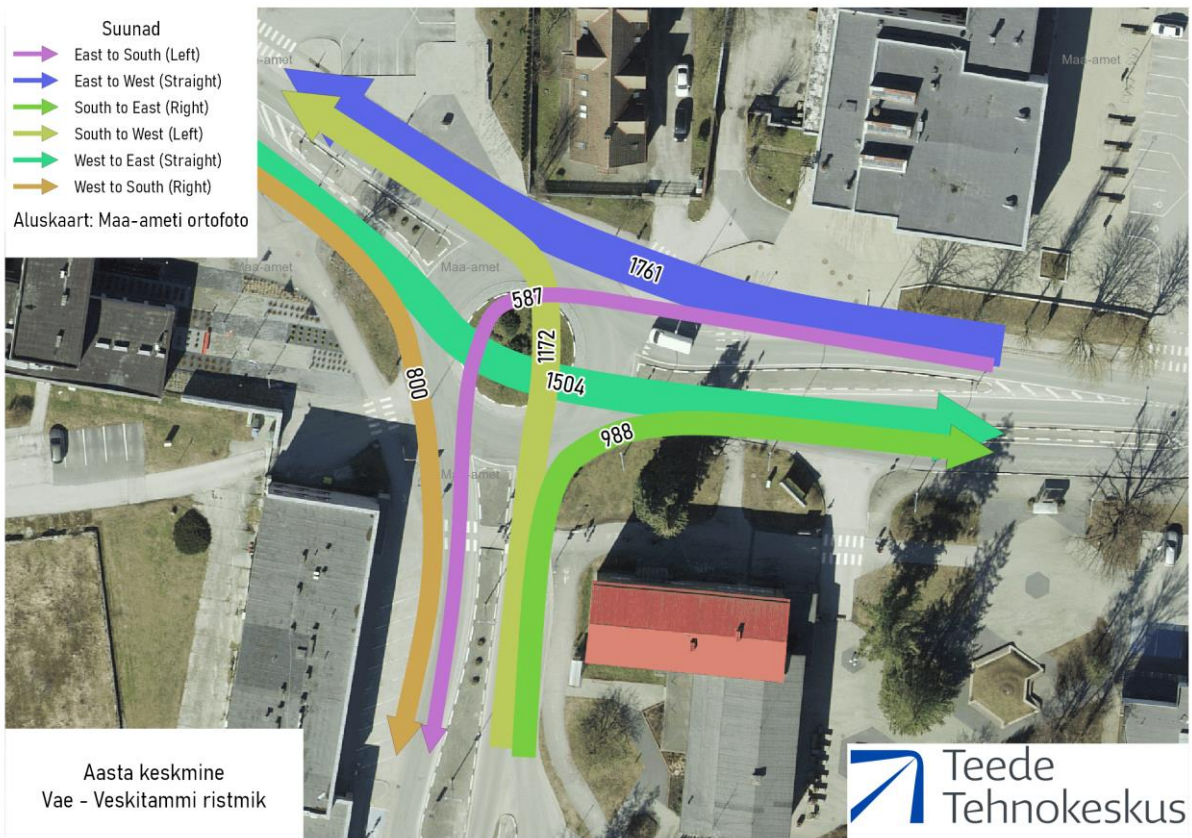 Suunad
East to South (Left)
East to West (Straight)
South to East (Right)
South to West (Left)
West to East (Straight)
West to South (Right)
Aluskaart: Maa-ameti ortofoto
Maa-amet
Maa-amet
Maa-amet
Maa-amet
1761
587
1172
1504
800
988
Maa-amet
Aasta keskmine
Vae - Veskitammi ristmik
Teede
Tehnokeskus